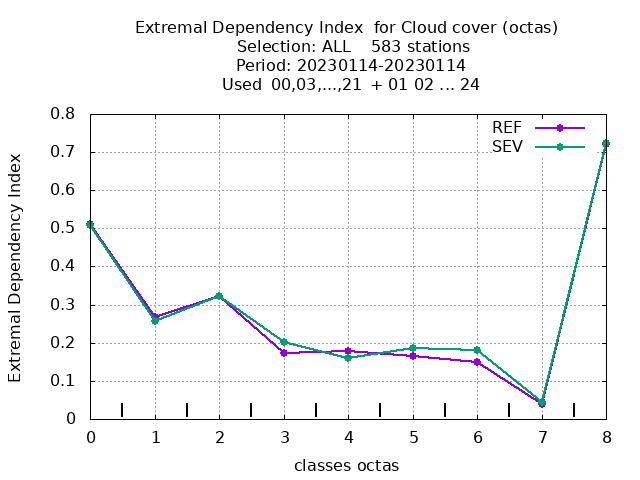 Extremal Dependency Index  for Cloud cover (octas)
Selection: ALL    583 stations
Period: 20230114-20230114
Used  00,03,...,21  + 01 02 ... 24
REF
SEV
Extremal Dependency Index
0.8
0.7
0.6
0.5
0.4
0.3
0.2
0.1
0
0 1 2 3 4 5 6 7 8
classes octas